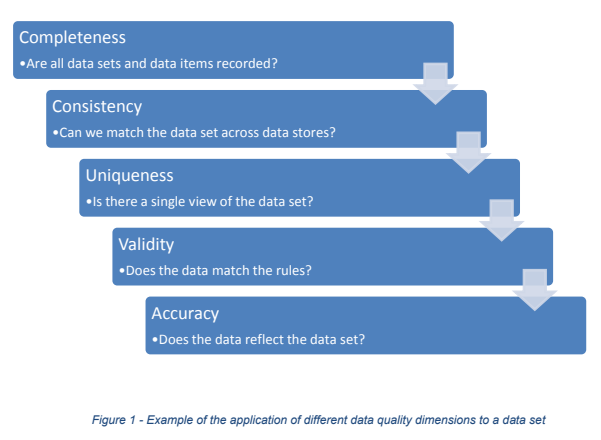 Completeness
•Are all data sets and data items recorded?
Consistency
•Can we match the data set across data stores?
Uniqueness
•Is there a single view of the data set?
Validity
•Does the data match the rules?
Accuracy
•Does the data reflect the data set?
Figure 1 - Example of the application of different data quality dimensions to a data set